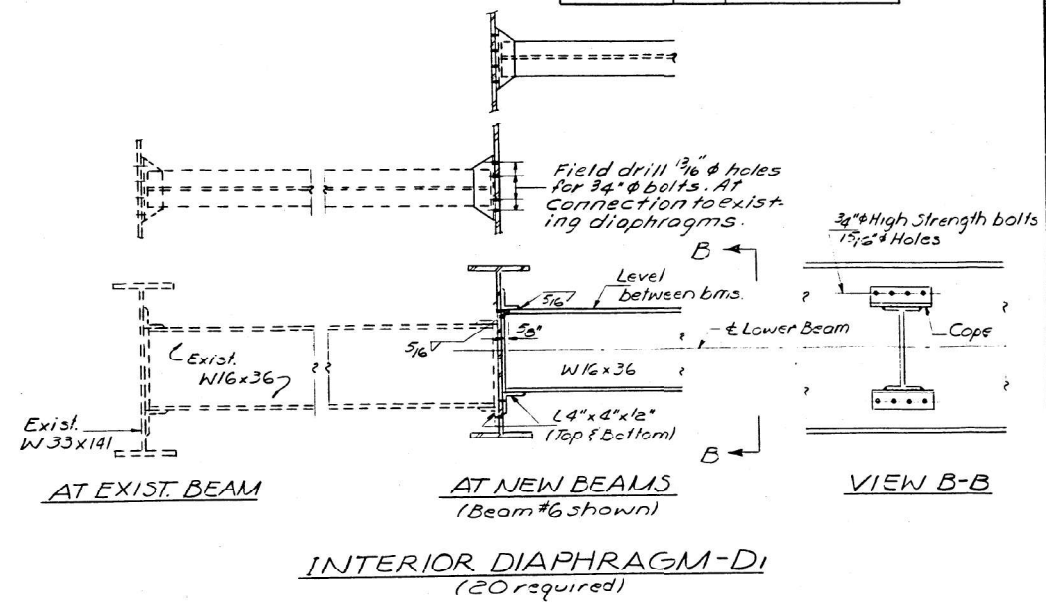 Field drill 13/16" φ holes
for 3/4" φ bolts. At
connection to exist-
ing diaphragms.
3/4" φ High Strength bolts
15/16" φ Holes
B
Level
between bms.
5/16
5/8"
5/16
℄ Lower Beam
Cope
Exist.
W16x36
W16x36
Exist.
W33x141
L4"x4"x1/2"
(Top & Bottom)
B
AT EXIST. BEAM
AT NEW BEAMS
(Beam #6 shown)
VIEW B-B
INTERIOR DIAPHRAGM-D1
(20 required)